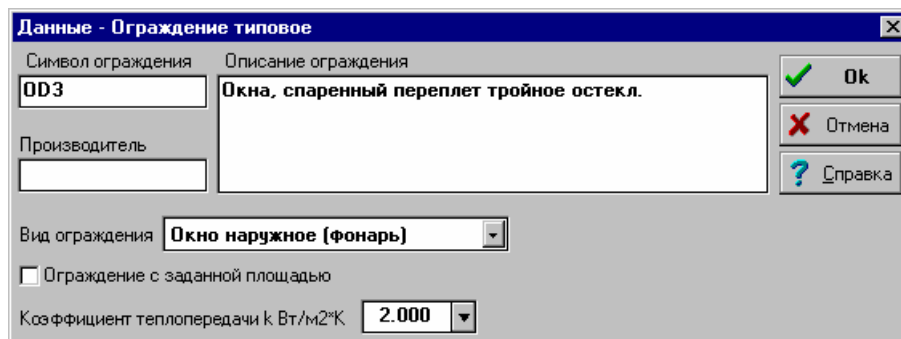 Данные - Ограждение типовое
Символ ограждения
Описание ограждения
OD3
Окна, спаренный переплет тройное остекл.
Ok
Отмена
Производитель
Справка
Вид ограждения Окно наружное (фонарь)
Ограждение с заданной площадью
Коэффициент теплопередачи k Вт/м2*К 2.000